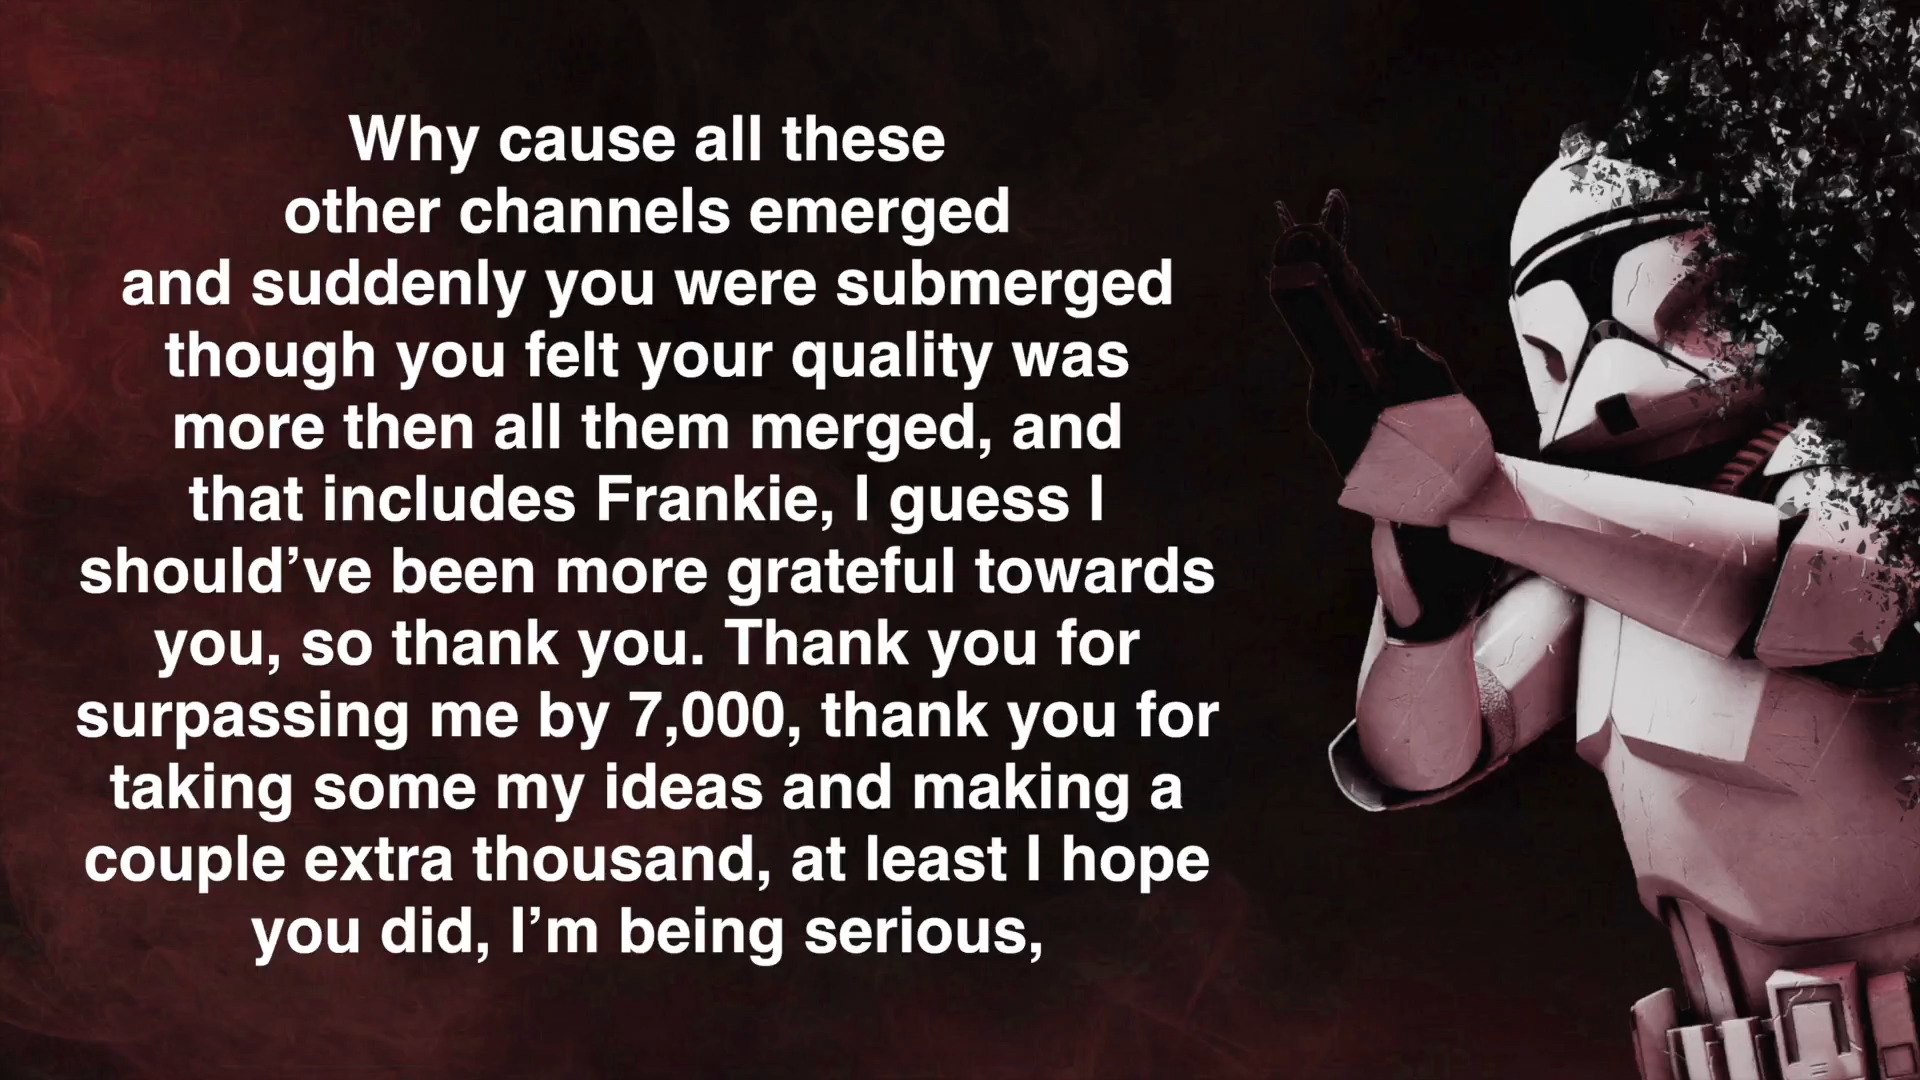 Why cause all these
other channels emerged
and suddenly you were submerged
though you felt your quality was
more then all them merged, and
that includes Frankie, I guess I
should’ve been more grateful towards
you, so thank you. Thank you for
surpassing me by 7,000, thank you for
taking some my ideas and making a
couple extra thousand, at least I hope
you did, I’m being serious,